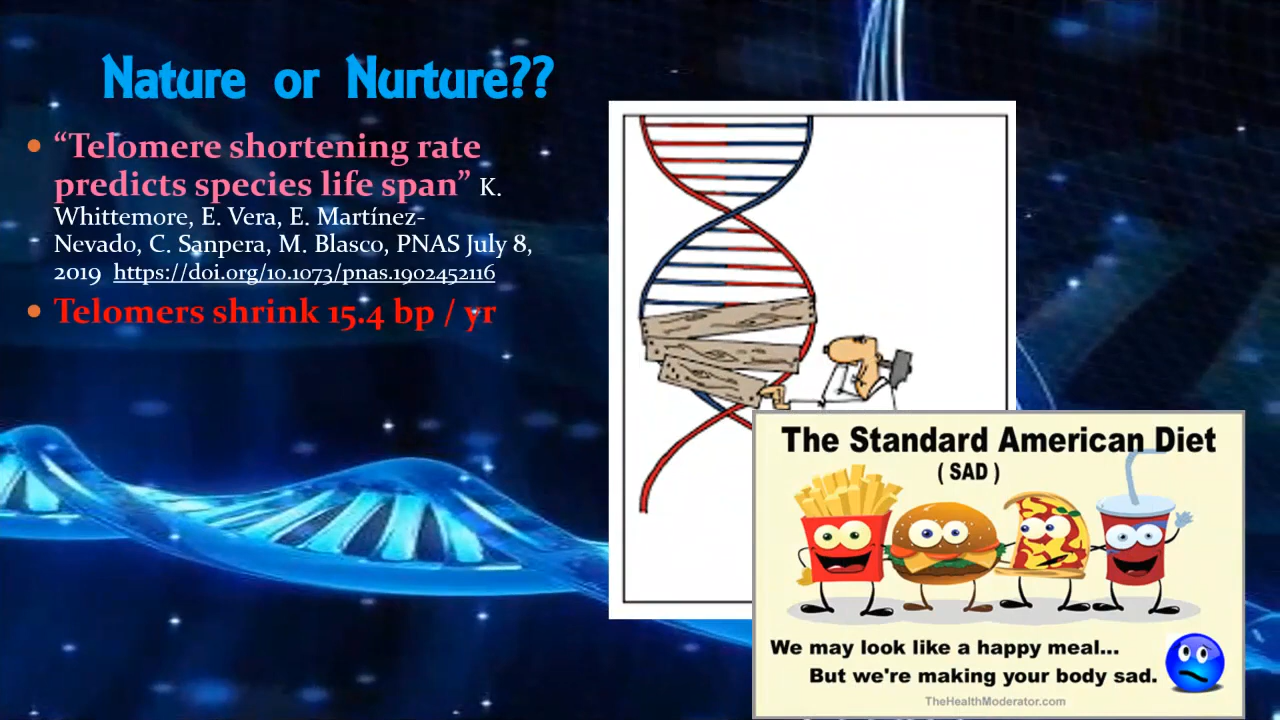 Nature or Nurture??
• “Telomere shortening rate
predicts species life span” K.
Whittemore, E. Vera, E. Martínez-
Nevado, C. Sanpera, M. Blasco, PNAS July 8,
2019 https://doi.org/10.1073/pnas.1902452116
• Telomers shrink 15.4 bp / yr
The Standard American Diet
( SAD )
We may look like a happy meal...
But we're making your body sad.
TheHealthModerator.com